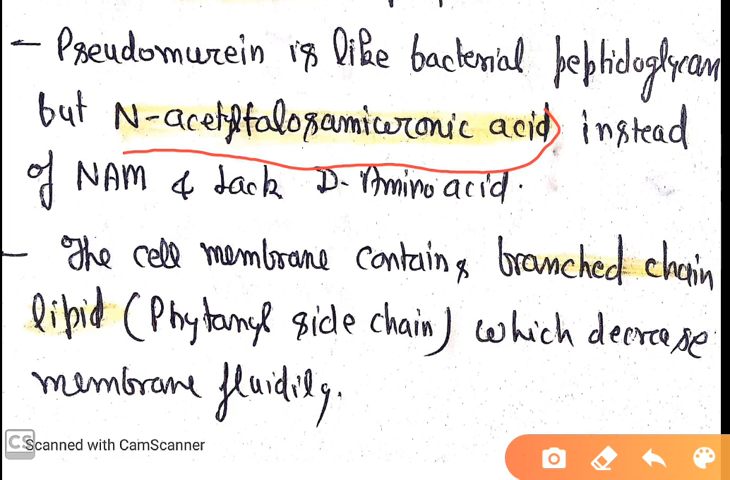 – Pseudomurein is like bacterial peptidoglycan
but N-acetyltalosamicuronic acid instead
of NAM & lack D-Amino acid.
– The cell membrane contains branched chain
lipid (Phytanyl side chain) which decrease
membrane fluidity.
CS Scanned with CamScanner